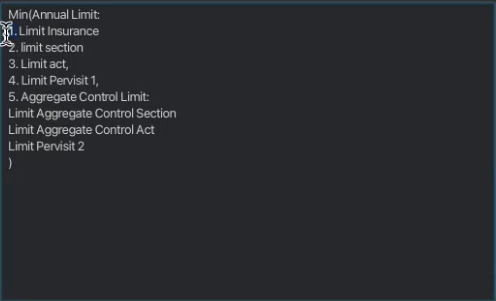 Min(Annual Limit:
1. Limit Insurance
2. limit section
3. Limit act,
4. Limit Pervisit 1,
5. Aggregate Control Limit:
Limit Aggregate Control Section
Limit Aggregate Control Act
Limit Pervisit 2
)